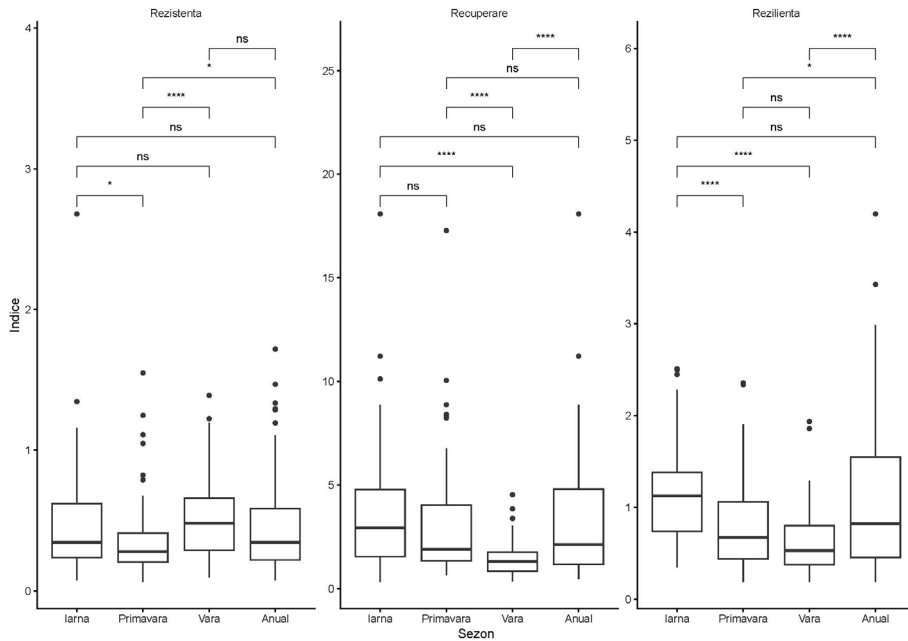 Rezistenta
Recuperare
Rezilienta
Indice
4
3
2
1
0
ns
*
****
ns
ns
*
25
20
15
10
5
0
****
ns
****
ns
****
ns
6
5
4
3
2
1
0
****
*
ns
ns
****
****
Iarna Primavara Vara Anual
Iarna Primavara Vara Anual
Iarna Primavara Vara Anual
Sezon